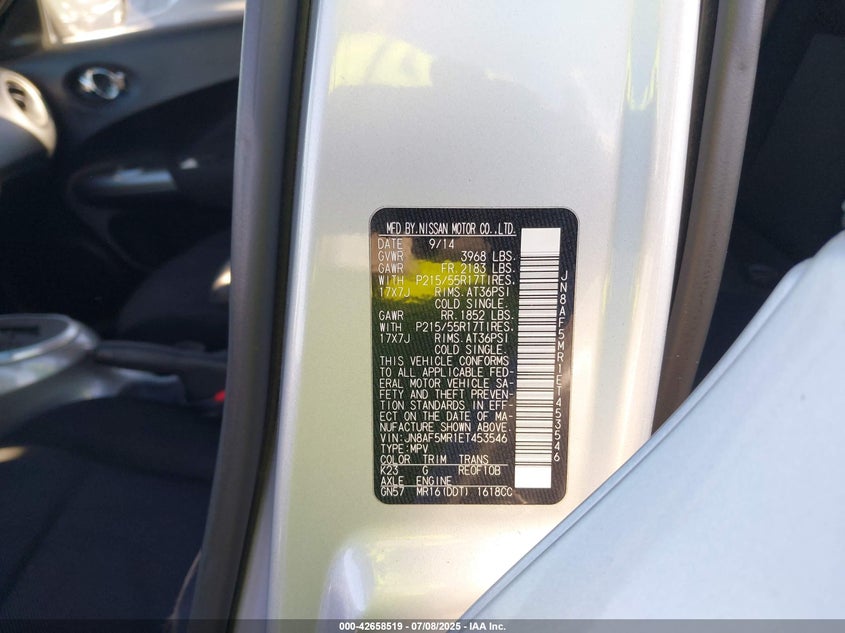 MFD BY.NISSAN MOTOR CO.,LTD.
DATE 9/14
GVWR 3968 LBS.
GAWR FR.2183 LBS.
WITH P215/55R17TIRES.
17X7J RIMS.AT36PSI
COLD SINGLE.
GAWR RR.1852 LBS.
WITH P215/55R17TIRES.
17X7J RIMS.AT36PSI
COLD SINGLE.
THIS VEHICLE CONFORMS
TO ALL APPLICABLE FED-
ERAL MOTOR VEHICLE SA-
FETY AND THEFT PREVEN-
TION STANDARDS IN EFF-
ECT ON THE DATE OF MA-
NUFACTURE SHOWN ABOVE.
VIN:JN8AF5MR1ET453546
TYPE:MPV
COLOR TRIM TRANS
K23 G RE0F10B
AXLE ENGINE
GN57 MR16(DDT) 1618CC
JN8AF5MR1ET453546
000-42658519 - 07/08/2025 - IAA Inc.